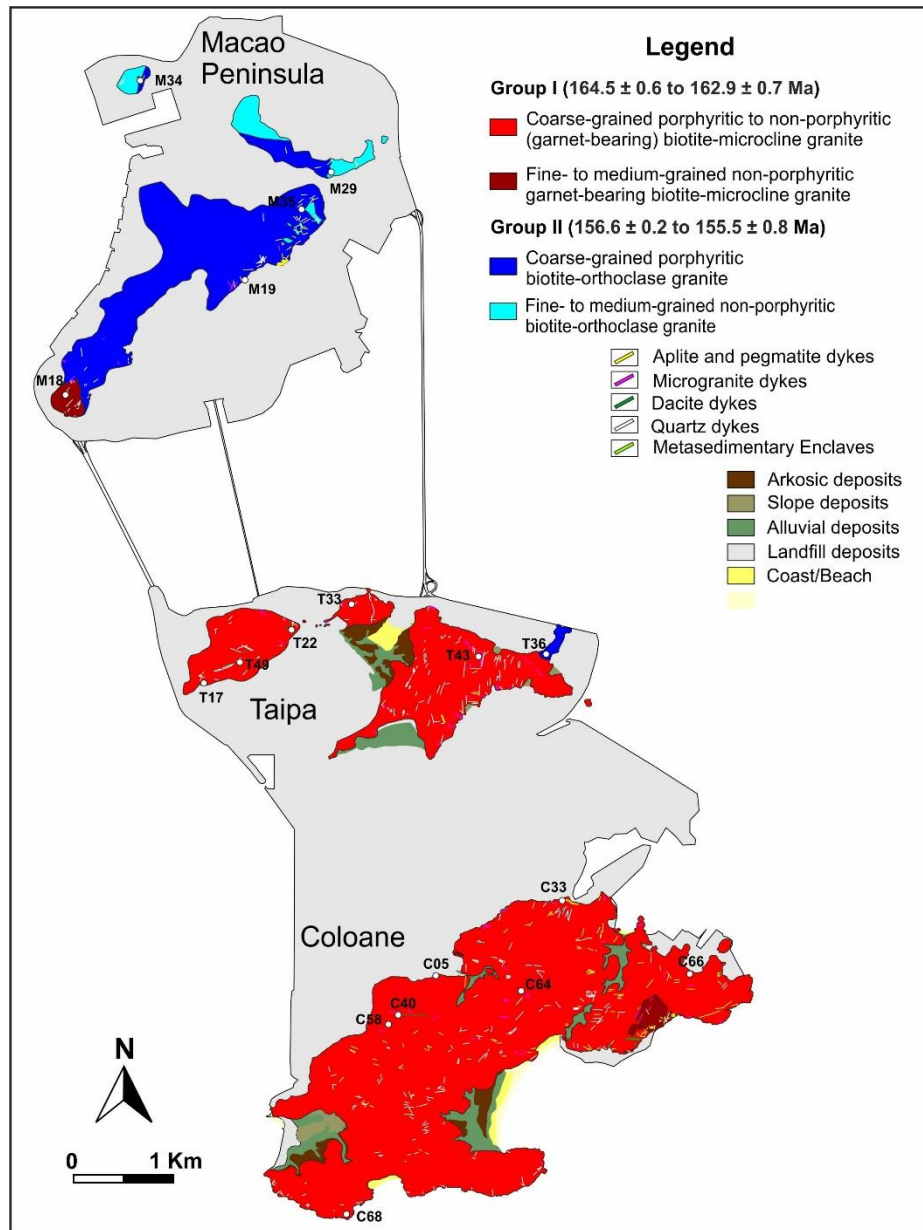 Macao
Peninsula
M34
M29
M35
M19
M18
Legend
Group I (164.5 ± 0.6 to 162.9 ± 0.7 Ma)
Coarse-grained porphyritic to non-porphyritic
(garnet-bearing) biotite-microcline granite
Fine- to medium-grained non-porphyritic
garnet-bearing biotite-microcline granite
Group II (156.6 ± 0.2 to 155.5 ± 0.8 Ma)
Coarse-grained porphyritic
biotite-orthoclase granite
Fine- to medium-grained non-porphyritic
biotite-orthoclase granite
Aplite and pegmatite dykes
Microgranite dykes
Dacite dykes
Quartz dykes
Metasedimentary Enclaves
Arkosic deposits
Slope deposits
Alluvial deposits
Landfill deposits
Coast/Beach
T33
T22
T43
T36
T49
T17
Taipa
C33
Coloane
C05
C66
C64
C40
C58
N
0 1 Km
C68